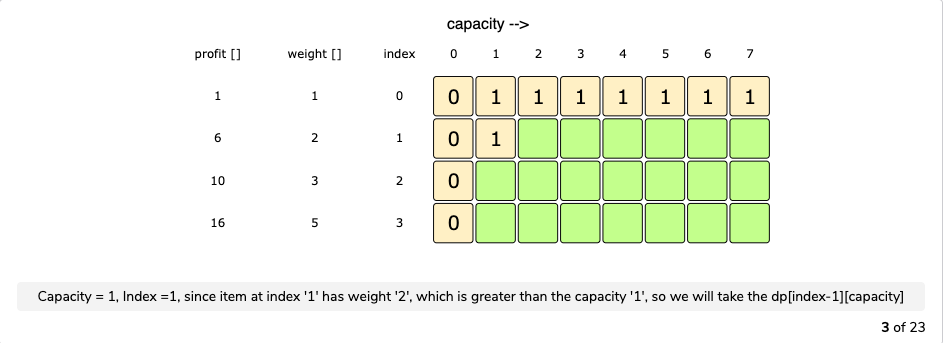 capacity -->
profit [] weight [] index 0 1 2 3 4 5 6 7
1 1 0 0 1 1 1 1 1 1 1
6 2 1 0 1
10 3 2 0
16 5 3 0
Capacity = 1, Index =1, since item at index '1' has weight '2', which is greater than the capacity '1', so we will take the dp[index-1][capacity]
3 of 23